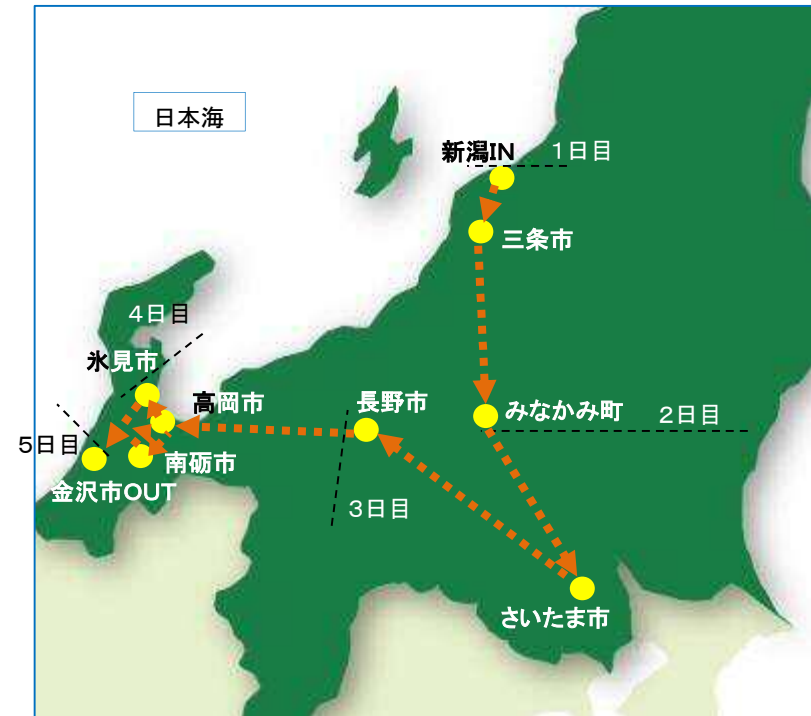 日本海
新潟IN
1日目
三条市
4日目
氷見市
高岡市
長野市
みなかみ町
2日目
5日目
南砺市
金沢市OUT
3日目
さいたま市